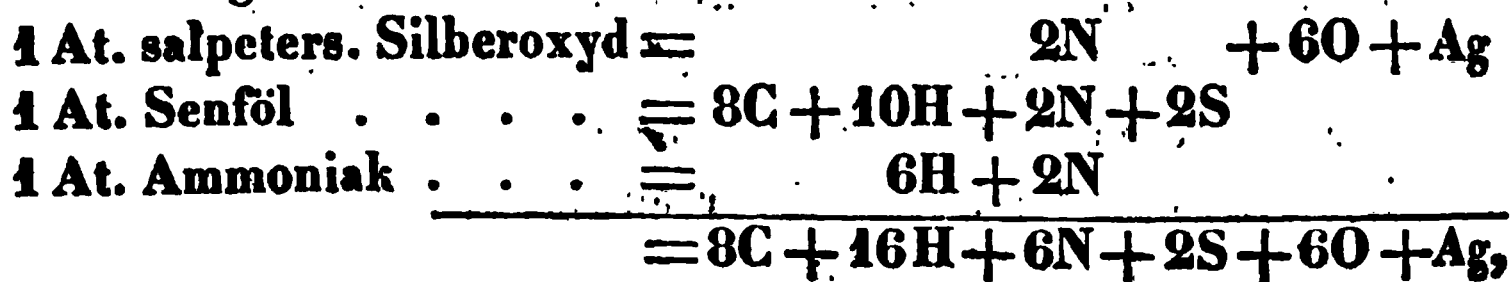 1 At. salpeters. Silberoxyd = 2N + 6O + Ag
1 At. Senföl . . . . = 8C + 10H + 2N + 2S
1 At. Ammoniak . . . = 6H + 2N
= 8C + 16H + 6N + 2S + 6O + Ag,